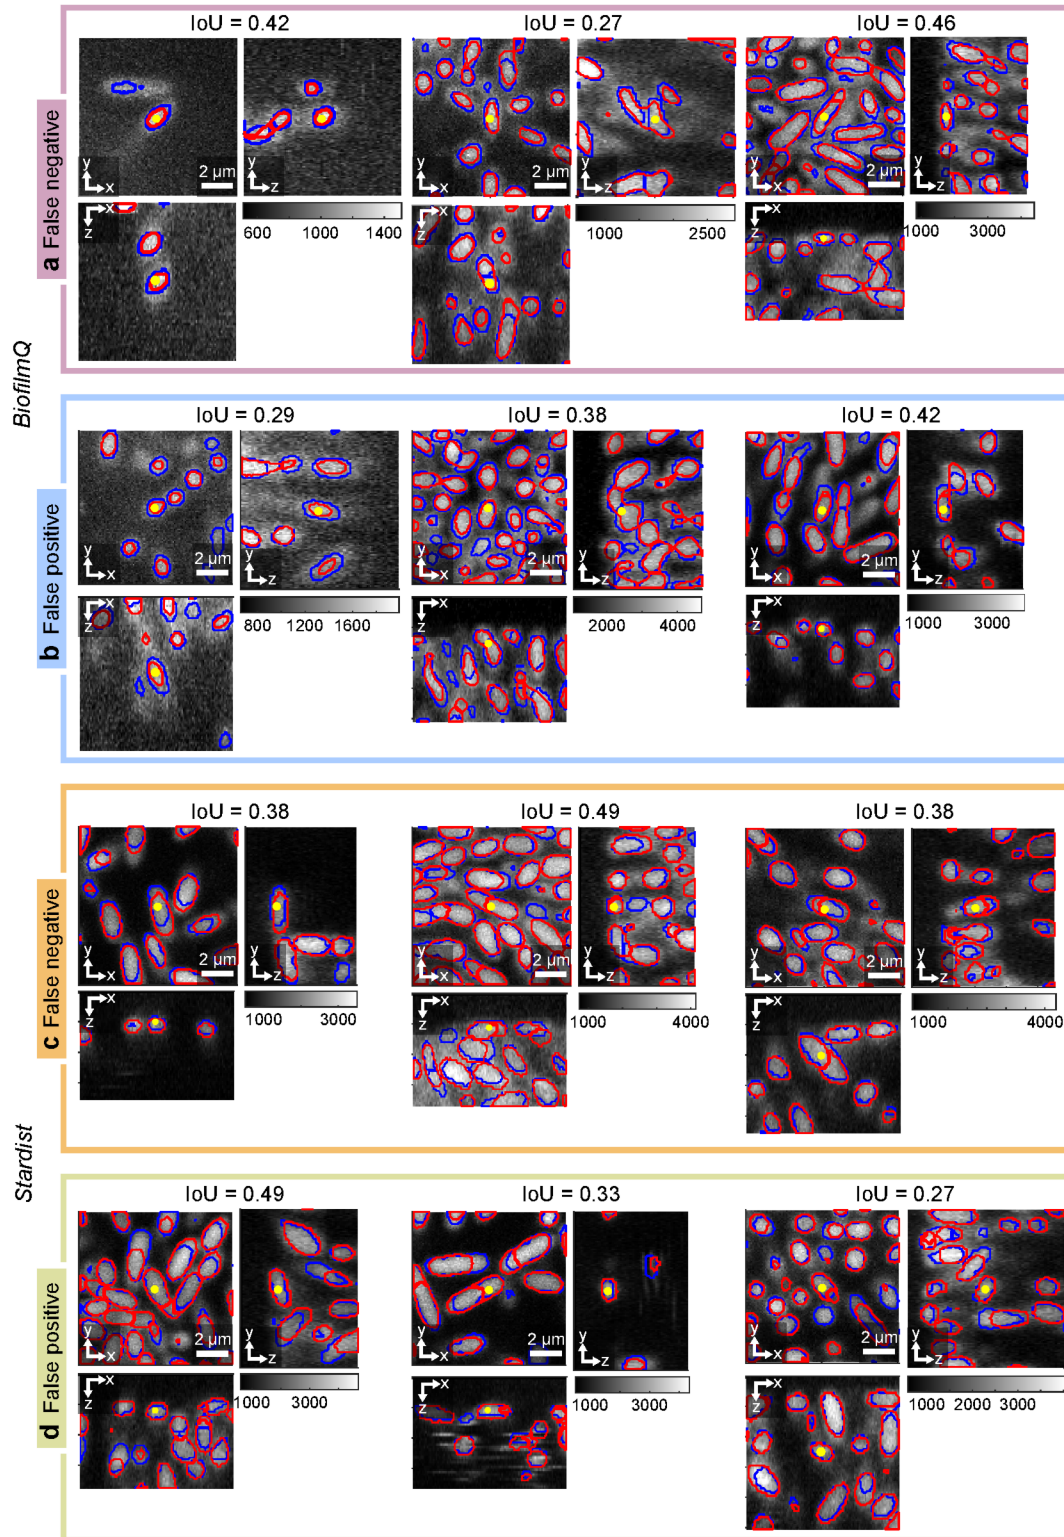 BiofilmQ
a False negative
IoU = 0.42
IoU = 0.27
IoU = 0.46
y x 2 µm
y z
y x 2 µm
y z
y x 2 µm
y z
x z
600 1000 1400
x z
1000 2500
x z
1000 3000
b False positive
IoU = 0.29
IoU = 0.38
IoU = 0.42
y x 2 µm
y z
y x 2 µm
y z
y x 2 µm
y z
x z
800 1200 1600
x z
2000 4000
x z
1000 3000
Stardist
c False negative
IoU = 0.38
IoU = 0.49
IoU = 0.38
y x 2 µm
y z
y x 2 µm
y z
y x 2 µm
y z
x z
1000 3000
x z
1000 4000
x z
1000 4000
d False positive
IoU = 0.49
IoU = 0.33
IoU = 0.27
y x 2 µm
y z
y x 2 µm
y z
y x 2 µm
y z
x z
1000 3000
x z
1000 3000
x z
1000 2000 3000